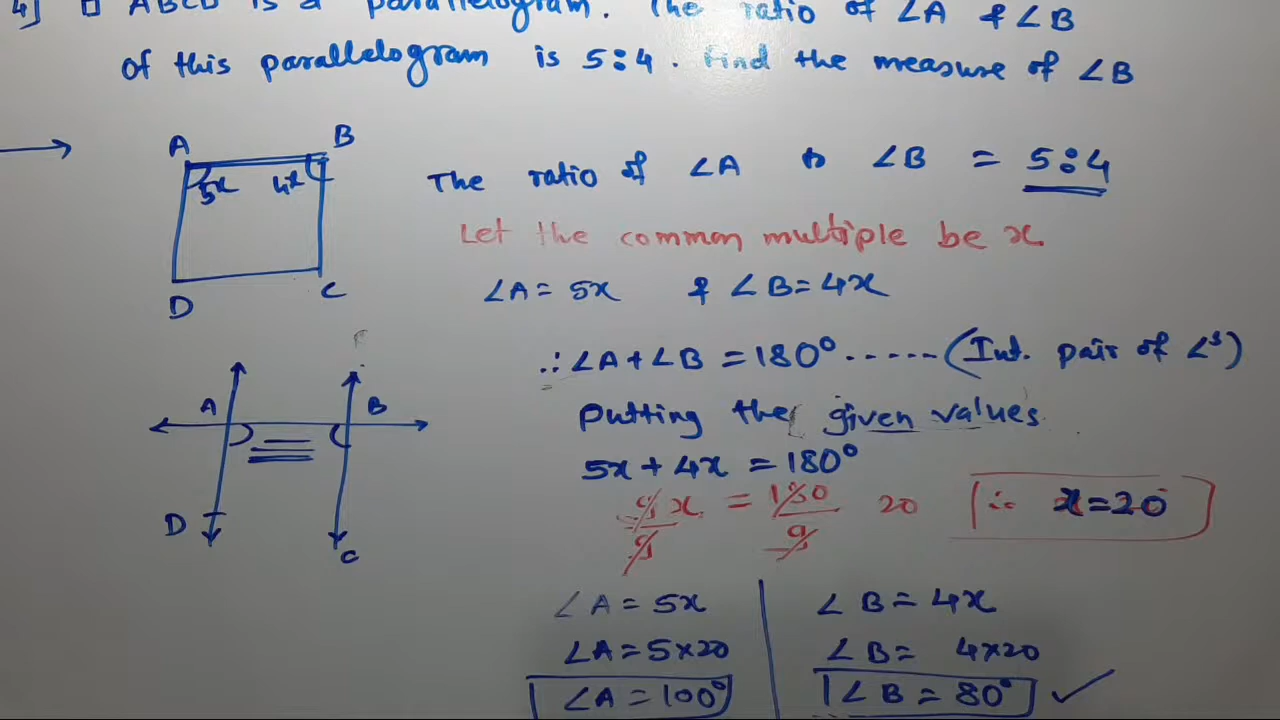 4] □ ABCD is a parallelogram. The ratio of ∠A & ∠B
of this parallelogram is 5:4. Find the measure of ∠B
A B
5x 4x
D C
The ratio of ∠A to ∠B = 5:4
Let the common multiple be x
∠A = 5x & ∠B = 4x
∴ ∠A + ∠B = 180° ...... (Int. pair of ∠s)
Putting the given values.
5x + 4x = 180°
9x/9 = 180/9 20 ∴ x = 20
A B
D C
∠A = 5x
∠A = 5×20
∠A = 100°
∠B = 4x
∠B = 4×20
∠B = 80° ✓